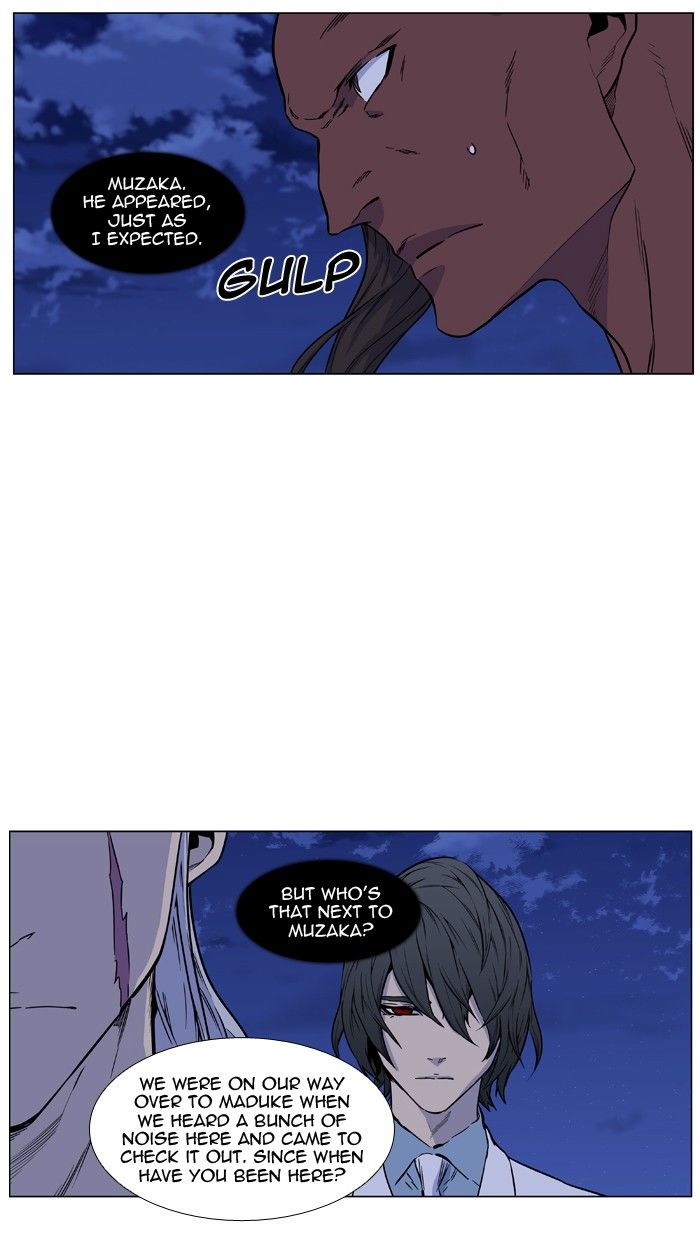 MUZAKA.
HE APPEARED,
JUST AS
I EXPECTED.
GULP
BUT WHO'S
THAT NEXT TO
MUZAKA?
WE WERE ON OUR WAY
OVER TO MADUKE WHEN
WE HEARD A BUNCH OF
NOISE HERE AND CAME TO
CHECK IT OUT. SINCE WHEN
HAVE YOU BEEN HERE?